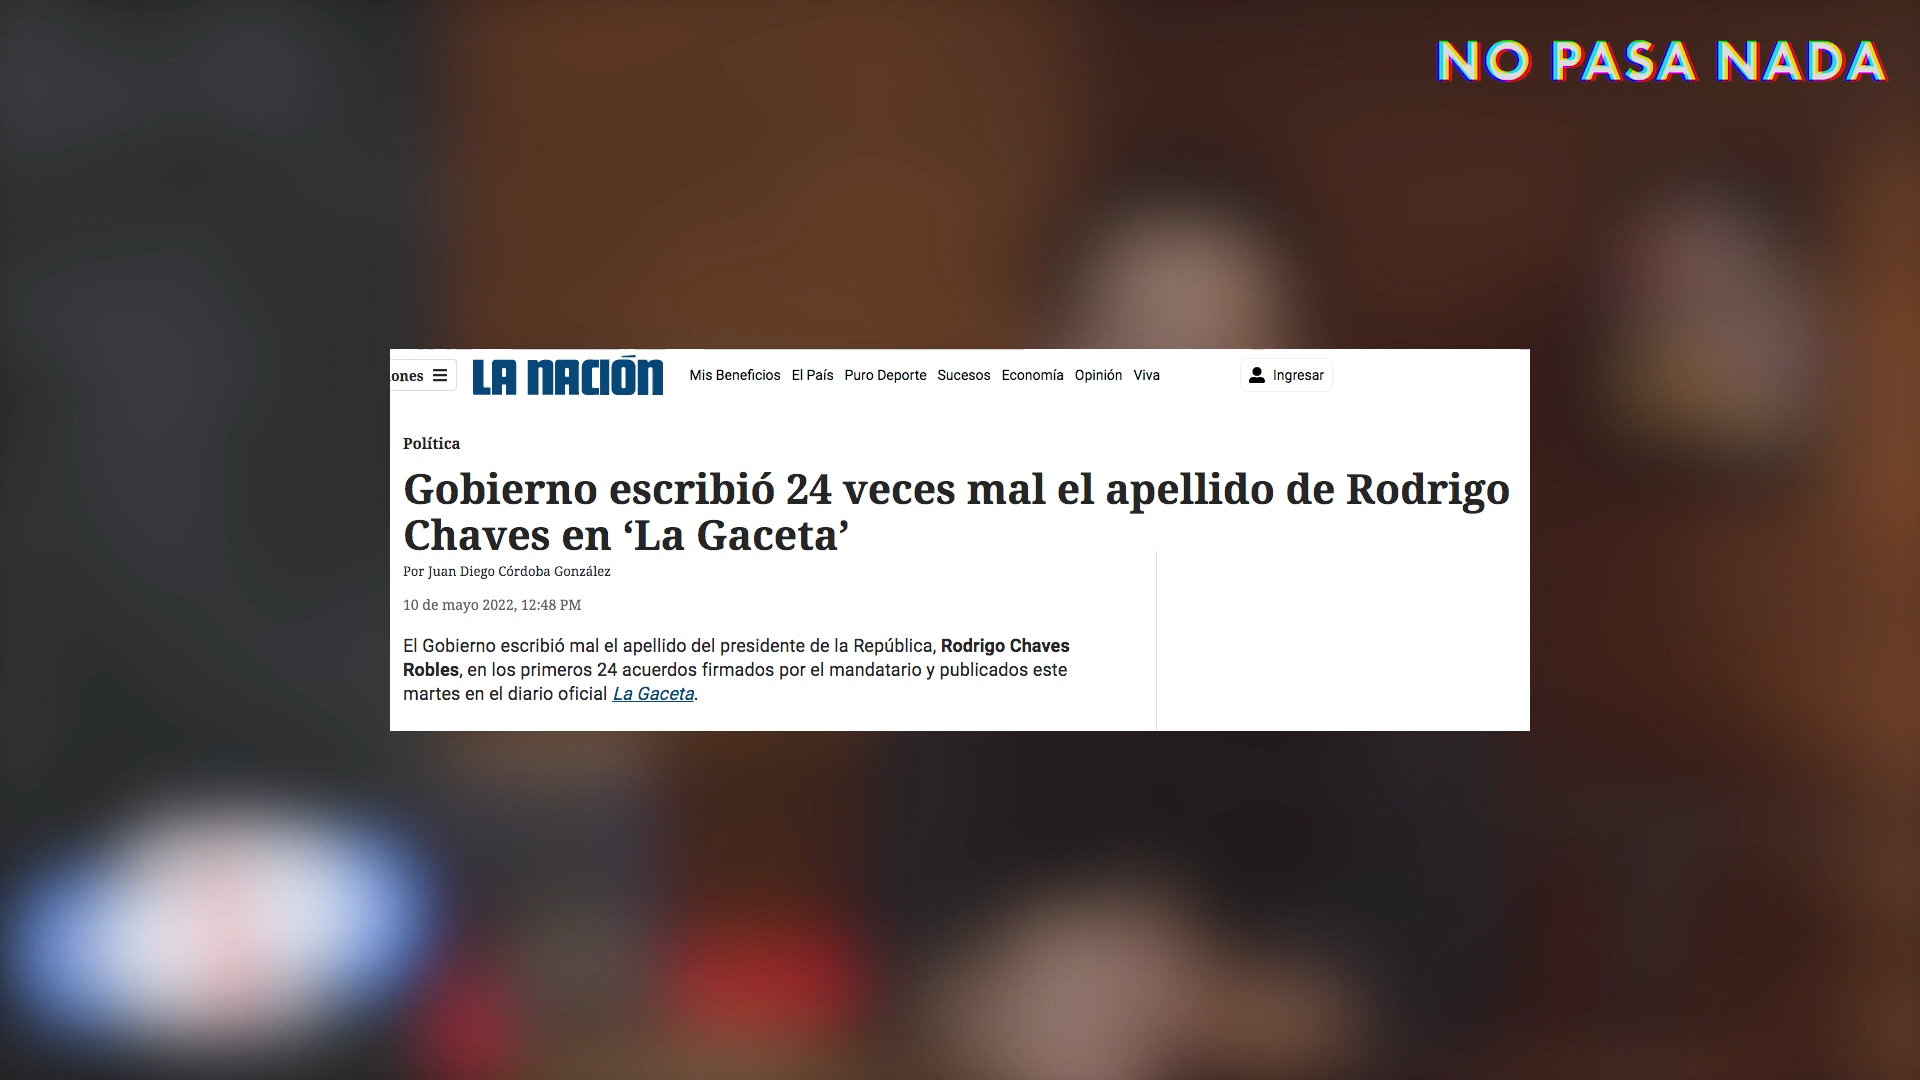 NO PASA NADA
ones
LA NACIÓN
Mis Beneficios El País Puro Deporte Sucesos Economía Opinión Viva
Ingresar
Política
Gobierno escribió 24 veces mal el apellido de Rodrigo
Chaves en ‘La Gaceta’
Por Juan Diego Córdoba González
10 de mayo 2022, 12:48 PM
El Gobierno escribió mal el apellido del presidente de la República, Rodrigo Chaves
Robles, en los primeros 24 acuerdos firmados por el mandatario y publicados este
martes en el diario oficial La Gaceta.